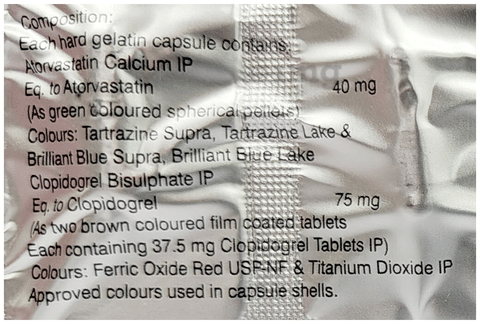 Composition:
Each hard gelatin capsule contains:
Atorvastatin Calcium IP
Eq. to Atorvastatin 40 mg
(As green coloured spherical pellets)
Colours: Tartrazine Supra, Tartrazine Lake &
Brilliant Blue Supra, Brilliant Blue Lake
Clopidogrel Bisulphate IP
Eq. to Clopidogrel 75 mg
(As two brown coloured film coated tablets
Each containing 37.5 mg Clopidogrel Tablets IP)
Colours: Ferric Oxide Red USP-NF & Titanium Dioxide IP
Approved colours used in capsule shells.